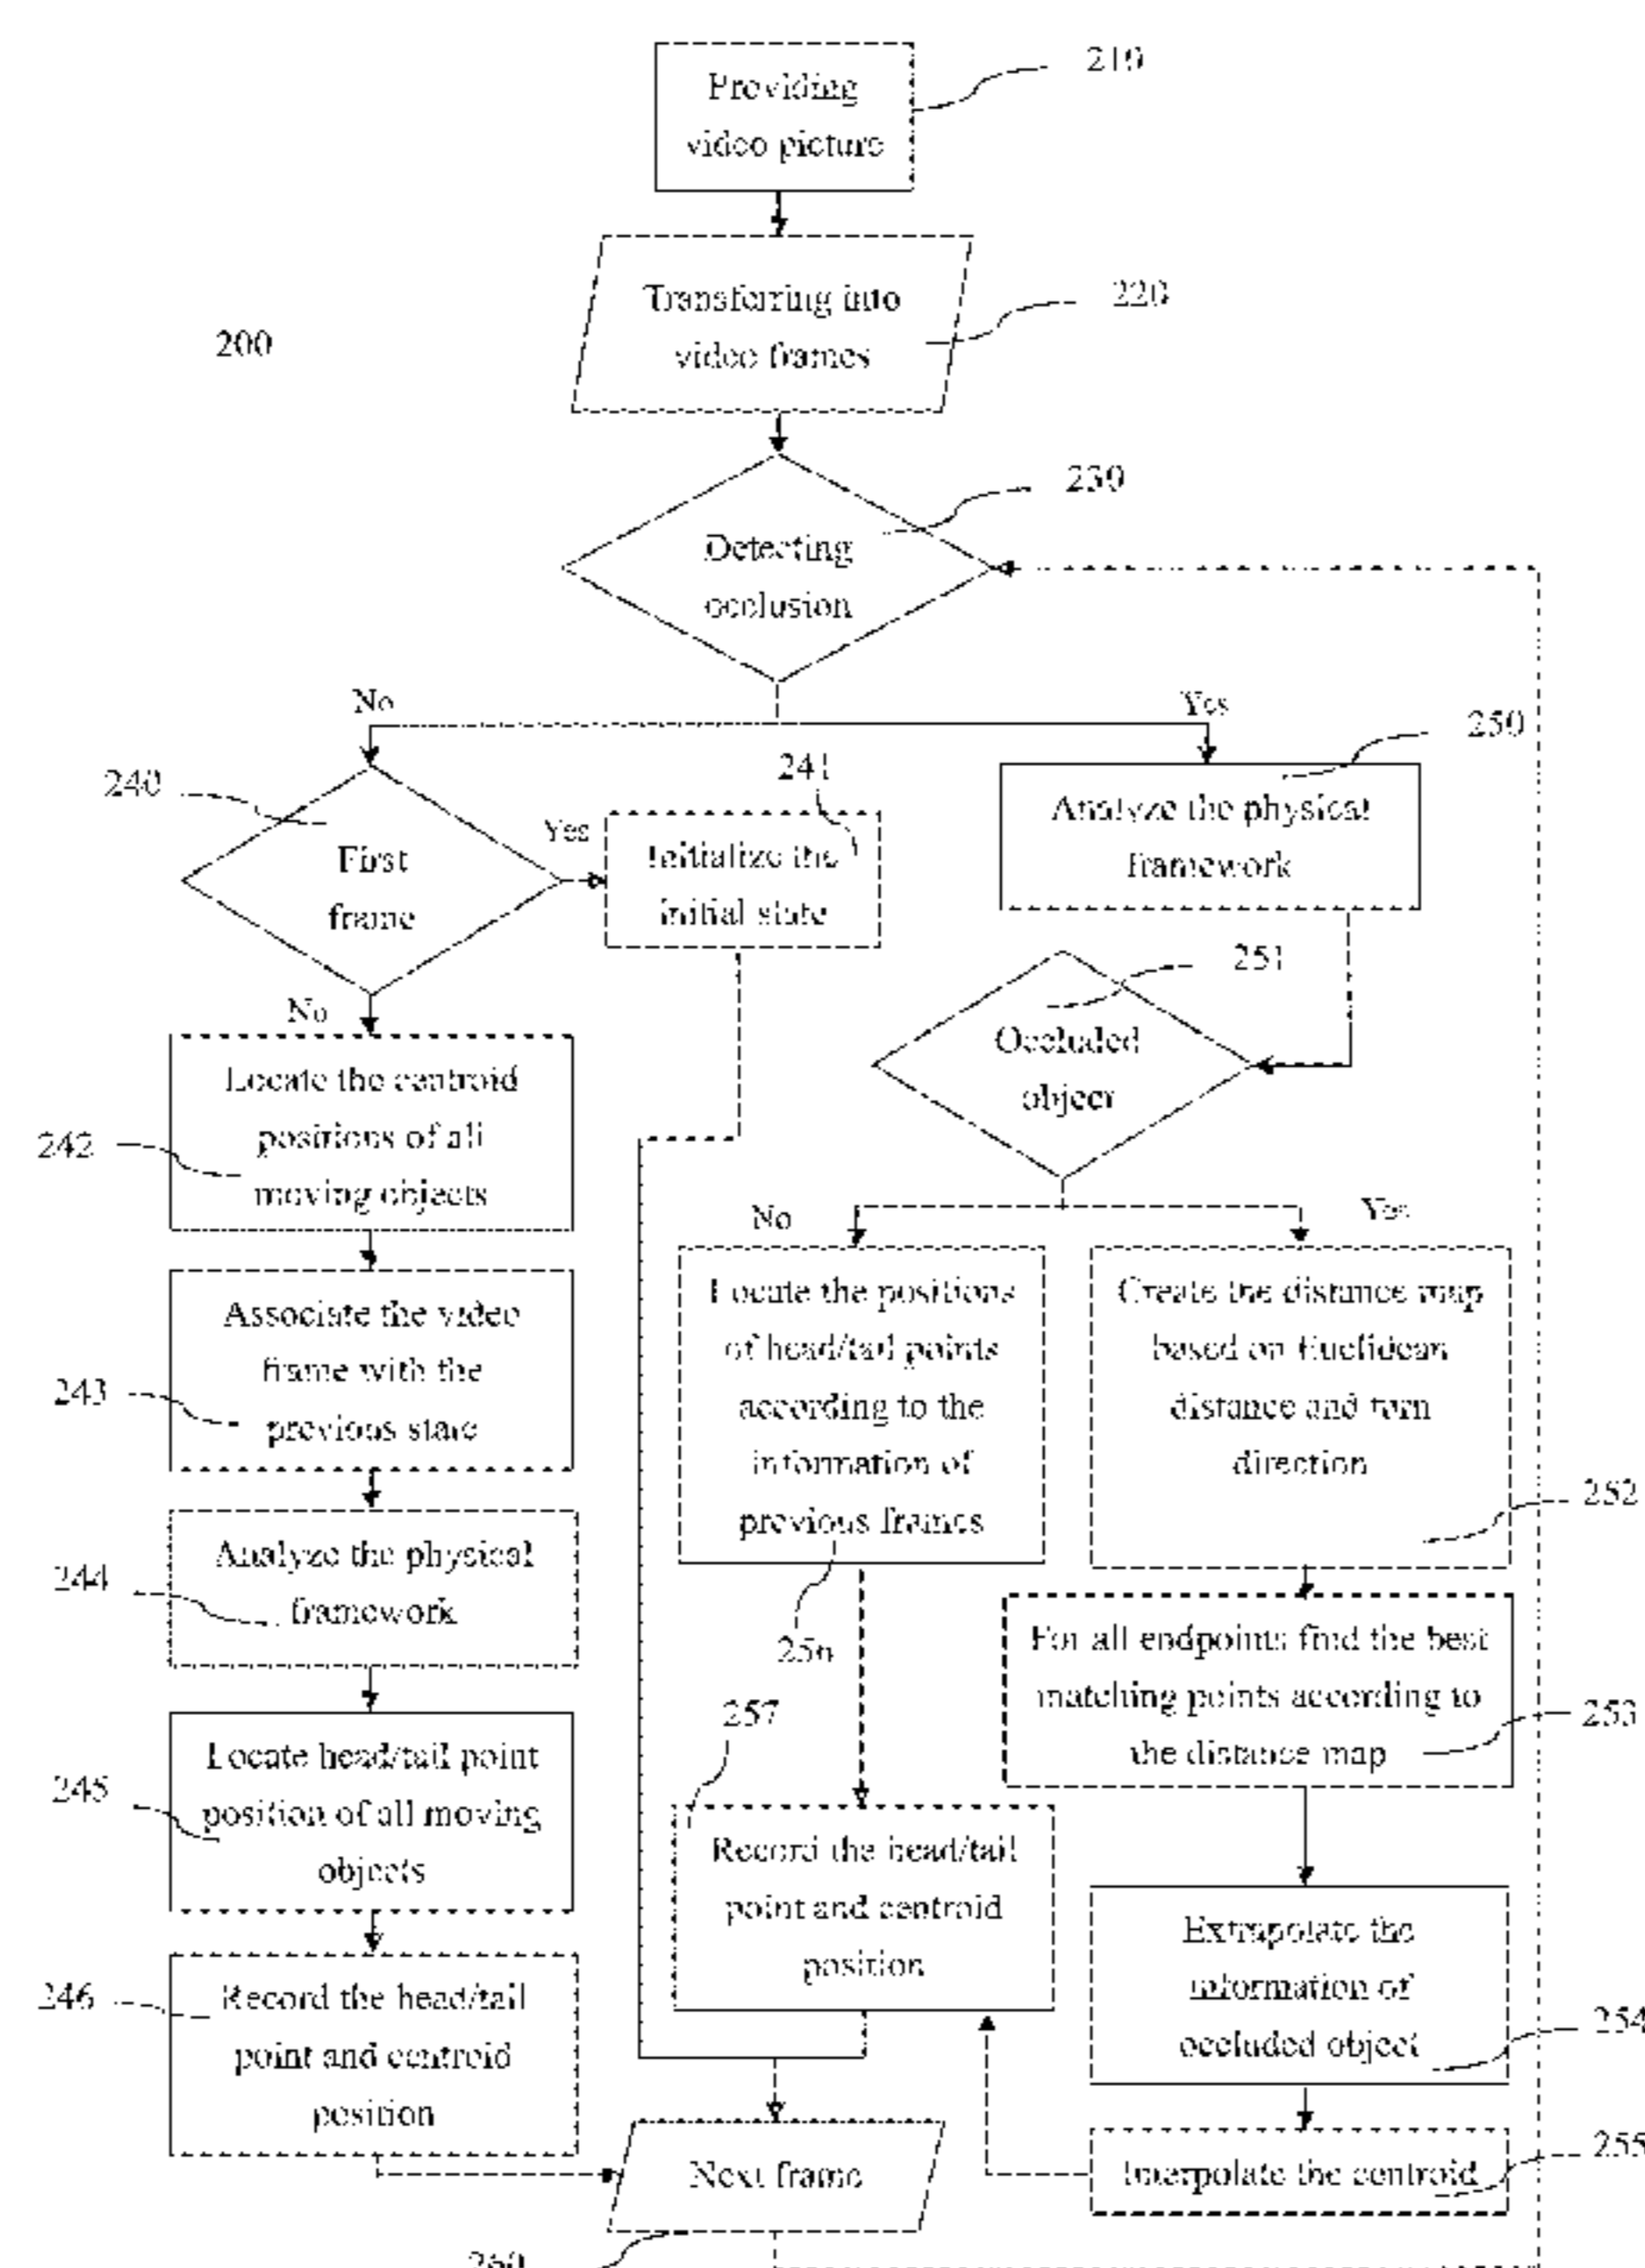 Providing
video picture
210
Transferring into
video frames
220
200
Detecting
occlusion
230
No
Yes
240
First
frame
Yes
241
Initialize the
initial state
250
Analyze the physical
framework
No
251
Occluded
object
242
Locate the centroid
positions of all
moving objects
No
Yes
243
Associate the video
frame with the
previous state
Locate the positions
of head/tail points
according to the
information of
previous frames
256
Create the distance map
based on Euclidean
distance and turn
direction
252
244
Analyze the physical
framework
For all endpoints find the best
matching points according to
the distance map
253
245
Locate head/tail point
position of all moving
objects
257
Record the head/tail
point and centroid
position
Extrapolate the
information of
occluded object
254
246
Record the head/tail
point and centroid
position
Interpolate the centroid
255
Next frame
260